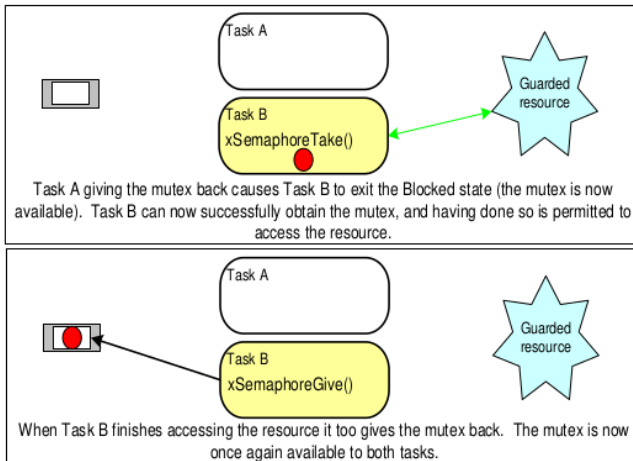 Task A
Guarded
resource
Task B
xSemaphoreTake()
Task A giving the mutex back causes Task B to exit the Blocked state (the mutex is now
available). Task B can now successfully obtain the mutex, and having done so is permitted to
access the resource.
Task A
Guarded
resource
Task B
xSemaphoreGive()
When Task B finishes accessing the resource it too gives the mutex back. The mutex is now
once again available to both tasks.